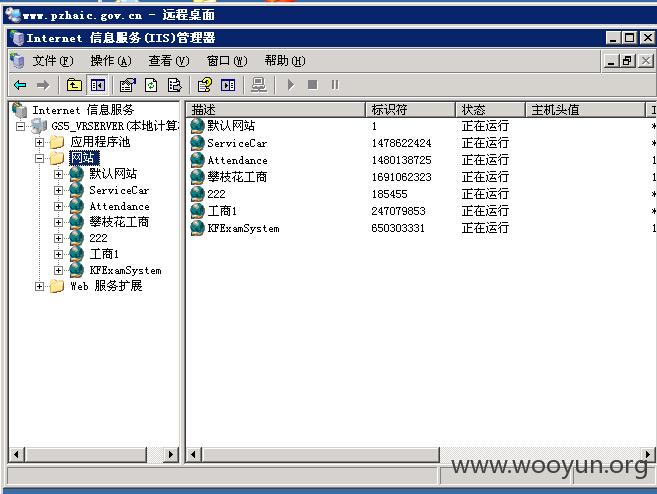 www.pzhaic.gov.cn - 远程桌面
Internet 信息服务(IIS)管理器
文件(F) 操作(A) 查看(V) 窗口(W) 帮助(H)
Internet 信息服务
GS5_VRSERVER(本地计算
应用程序池
网站
默认网站
ServiceCar
Attendance
攀枝花工商
222
工商1
KFExamSystem
Web 服务扩展
描述 标识符 状态 主机头值
默认网站 1 正在运行
ServiceCar 1478622424 正在运行
Attendance 1480138725 正在运行
攀枝花工商 1691062323 正在运行
222 185455 正在运行
工商1 247079853 正在运行
KFExamSystem 650303331 正在运行
www.wooyun.org